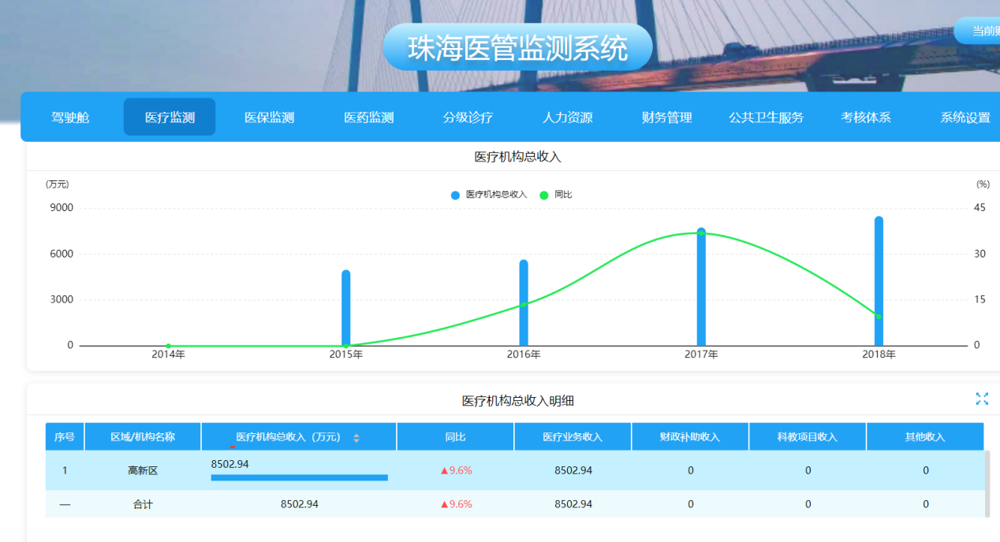 珠海医管监测系统
当前
驾驶舱 医疗监测 医保监测 医药监测 分级诊疗 人力资源 财务管理 公共卫生服务 考核体系 系统设置
医疗机构总收入
(万元) (%)
医疗机构总收入 同比
9000 45
6000 30
3000 15
0 0
2014年 2015年 2016年 2017年 2018年
医疗机构总收入明细
序号 区域/机构名称 医疗机构总收入（万元） 同比 医疗业务收入 财政补助收入 科教项目收入 其他收入
1 高新区 8502.94 ▲9.6% 8502.94 0 0 0
— 合计 8502.94 ▲9.6% 8502.94 0 0 0